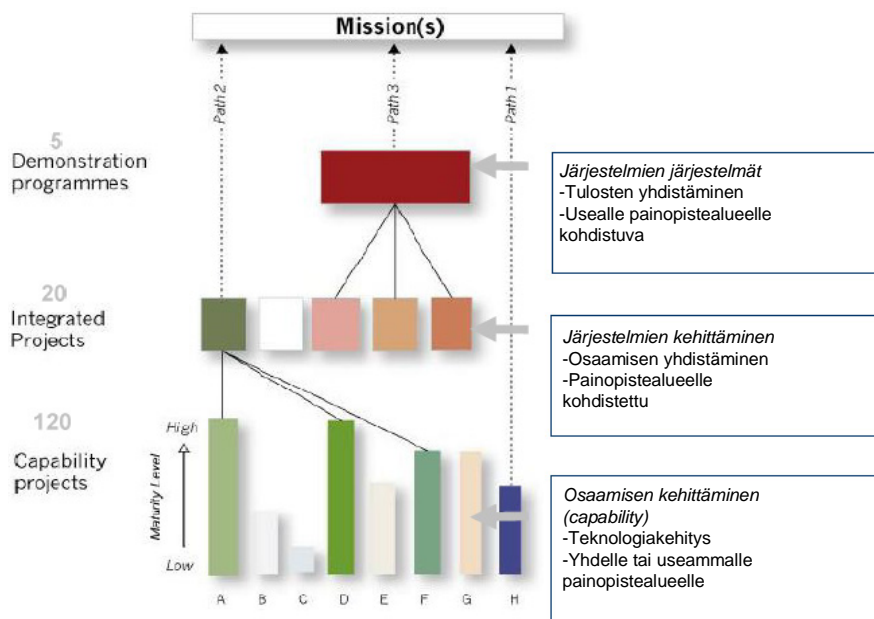 Mission(s)
Path 2
Path 3
Path 1
5
Demonstration
programmes
Järjestelmien järjestelmät
-Tulosten yhdistäminen
-Usealle painopistealueelle
kohdistuva
20
Integrated
Projects
Järjestelmien kehittäminen
-Osaamisen yhdistäminen
-Painopistealueelle
kohdistettu
120
Capability
projects
High
Maturity Level
Low
Osaamisen kehittäminen
(capability)
-Teknologiakehitys
-Yhdelle tai useammalle
painopistealueelle
A B C D E F G H